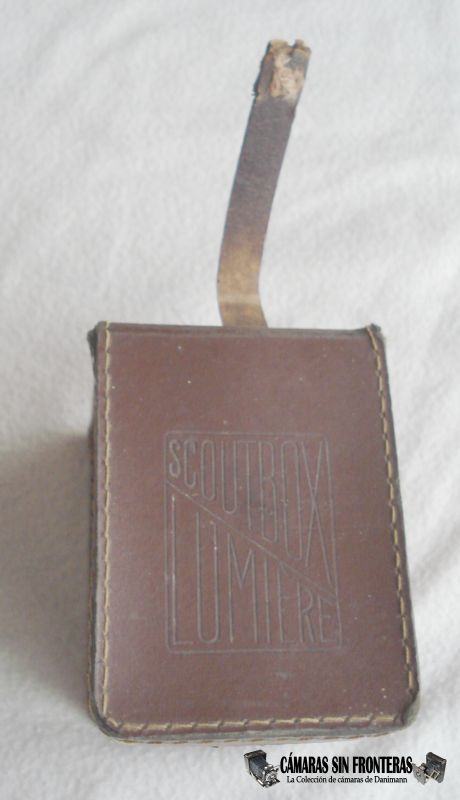 SCOUTBOX
LUMIERE
CÁMARAS SIN FRONTERAS
La Colección de cámaras de Danimann